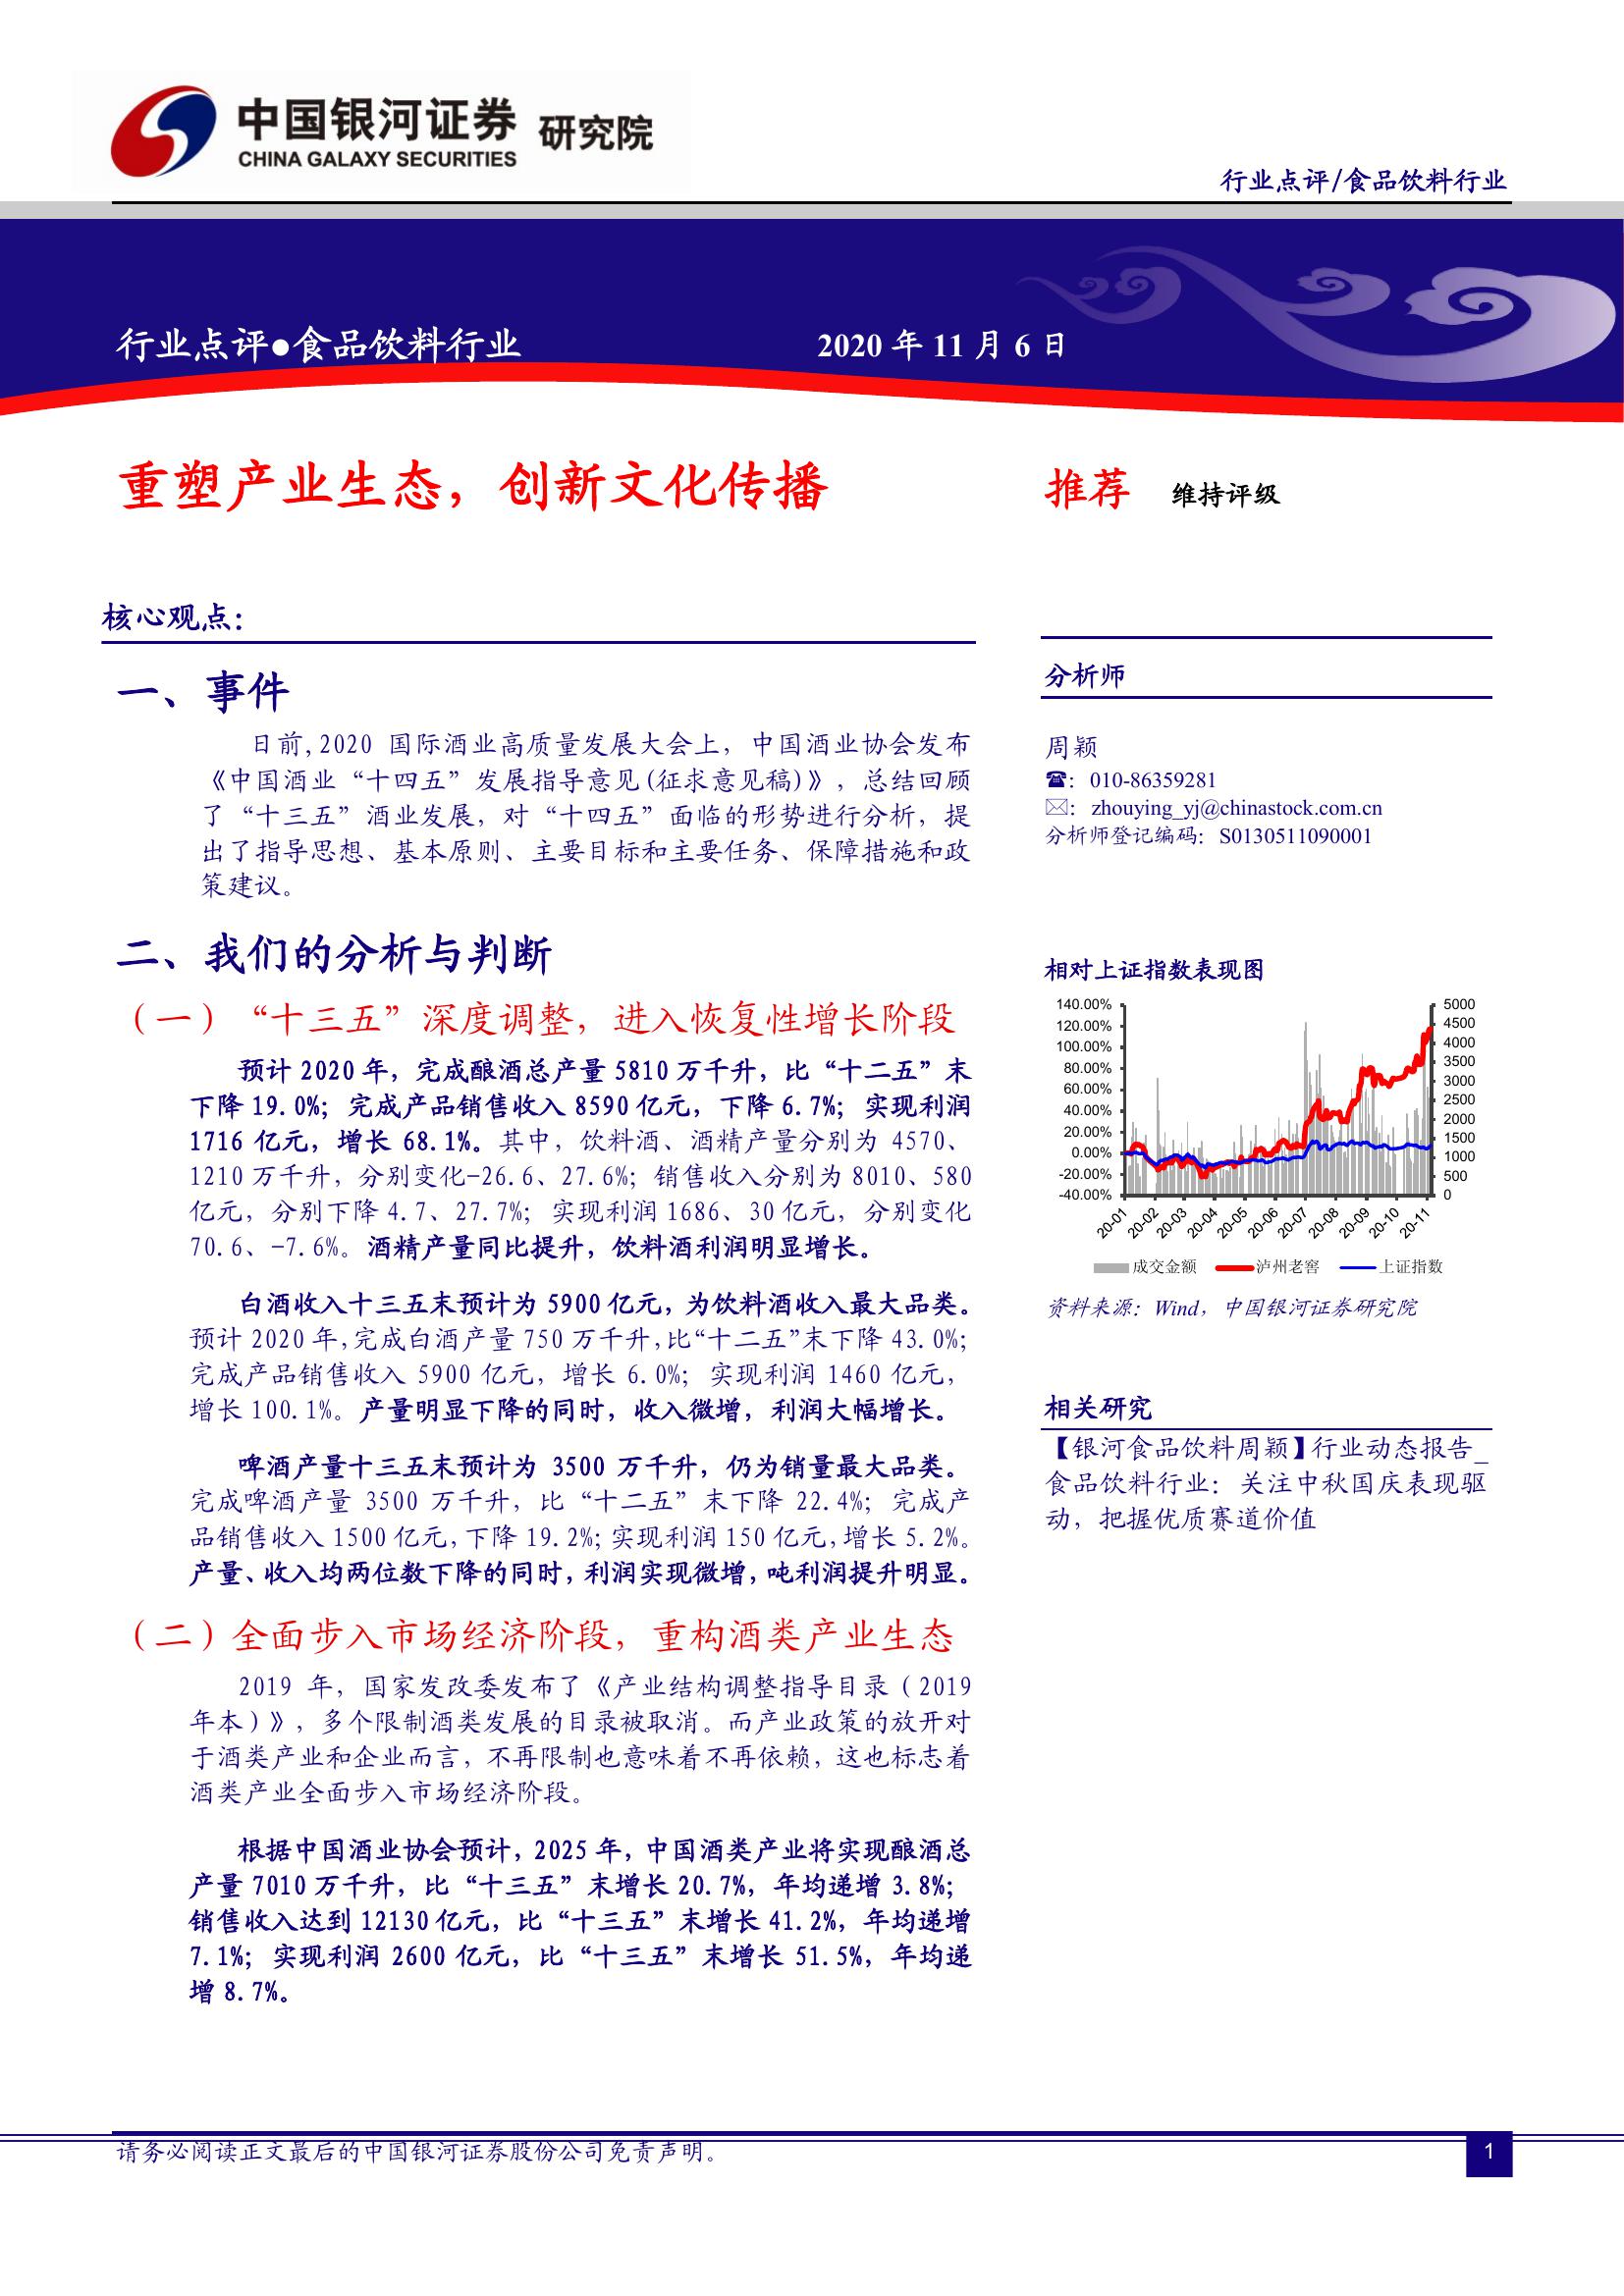 中国银河证券 研究院
CHINA GALAXY SECURITIES
行业点评/食品饮料行业
行业点评●食品饮料行业
2020 年 11 月 6 日
重塑产业生态，创新文化传播
推荐 维持评级
核心观点：
一、事件
日前,2020 国际酒业高质量发展大会上，中国酒业协会发布
《中国酒业“十四五”发展指导意见(征求意见稿)》，总结回顾
了“十三五”酒业发展，对“十四五”面临的形势进行分析，提
出了指导思想、基本原则、主要目标和主要任务、保障措施和政
策建议。
二、我们的分析与判断
（一）“十三五”深度调整，进入恢复性增长阶段
预计 2020 年，完成酿酒总产量 5810 万千升，比“十二五”末
下降 19.0%；完成产品销售收入 8590 亿元，下降 6.7%；实现利润
1716 亿元，增长 68.1%。其中，饮料酒、酒精产量分别为 4570、
1210 万千升，分别变化-26.6、27.6%；销售收入分别为 8010、580
亿元，分别下降 4.7、27.7%；实现利润 1686、30 亿元，分别变化
70.6、-7.6%。酒精产量同比提升，饮料酒利润明显增长。
白酒收入十三五末预计为 5900 亿元，为饮料酒收入最大品类。
预计 2020 年，完成白酒产量 750 万千升，比“十二五”末下降 43.0%；
完成产品销售收入 5900 亿元，增长 6.0%；实现利润 1460 亿元，
增长 100.1%。产量明显下降的同时，收入微增，利润大幅增长。
啤酒产量十三五末预计为 3500 万千升，仍为销量最大品类。
完成啤酒产量 3500 万千升，比“十二五”末下降 22.4%；完成产
品销售收入 1500 亿元，下降 19.2%；实现利润 150 亿元，增长 5.2%。
产量、收入均两位数下降的同时，利润实现微增，吨利润提升明显。
（二）全面步入市场经济阶段，重构酒类产业生态
2019 年，国家发改委发布了《产业结构调整指导目录（2019
年本）》，多个限制酒类发展的目录被取消。而产业政策的放开对
于酒类产业和企业而言，不再限制也意味着不再依赖，这也标志着
酒类产业全面步入市场经济阶段。
根据中国酒业协会预计，2025 年，中国酒类产业将实现酿酒总
产量 7010 万千升，比“十三五”末增长 20.7%，年均递增 3.8%；
销售收入达到 12130 亿元，比“十三五”末增长 41.2%，年均递增
7.1%；实现利润 2600 亿元，比“十三五”末增长 51.5%，年均递
增 8.7%。
分析师
周颖
☎：010-86359281
✉：zhouying_yj@chinastock.com.cn
分析师登记编码：S0130511090001
相对上证指数表现图
140.00%
120.00%
100.00%
80.00%
60.00%
40.00%
20.00%
0.00%
-20.00%
-40.00%
5000
4500
4000
3500
3000
2500
2000
1500
1000
500
0
20-01 20-02 20-03 20-04 20-05 20-06 20-07 20-08 20-09 20-10 20-11
成交金额 泸州老窖 上证指数
资料来源：Wind，中国银河证券研究院
相关研究
【银河食品饮料周颖】行业动态报告_
食品饮料行业：关注中秋国庆表现驱
动，把握优质赛道价值
请务必阅读正文最后的中国银河证券股份公司免责声明。
1